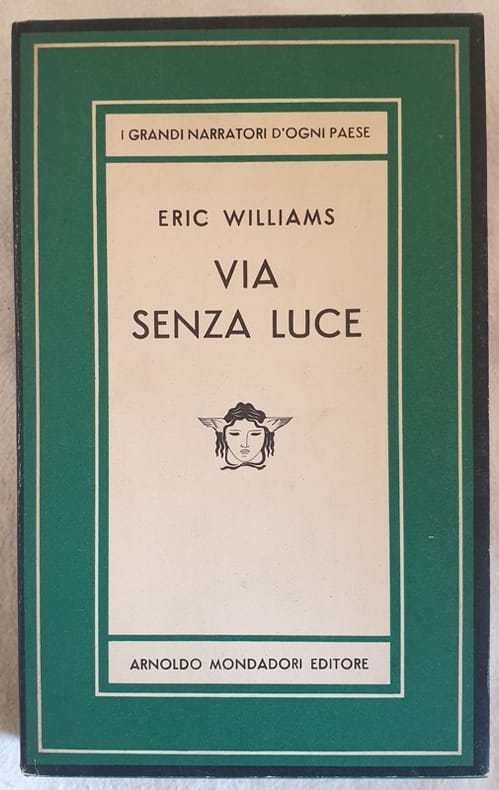 I GRANDI NARRATORI D'OGNI PAESE
ERIC WILLIAMS
VIA
SENZA LUCE
ARNOLDO MONDADORI EDITORE